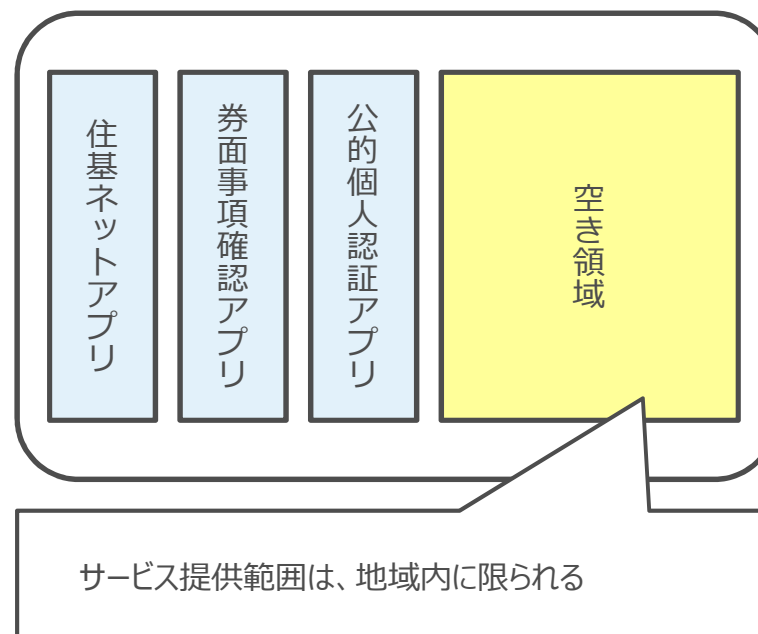 住基ネットアプリ
券面事項確認アプリ
公的個人認証アプリ
空き領域
サービス提供範囲は、地域内に限られる